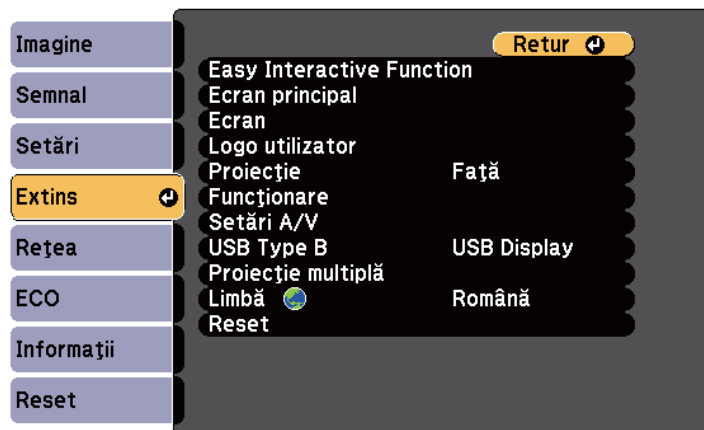 Imagine
Semnal
Setări
Extins
Reţea
ECO
Informaţii
Reset
Retur
Easy Interactive Function
Ecran principal
Ecran
Logo utilizator
Proiecţie Faţă
Funcţionare
Setări A/V
USB Type B USB Display
Proiecţie multiplă
Limbă Română
Reset